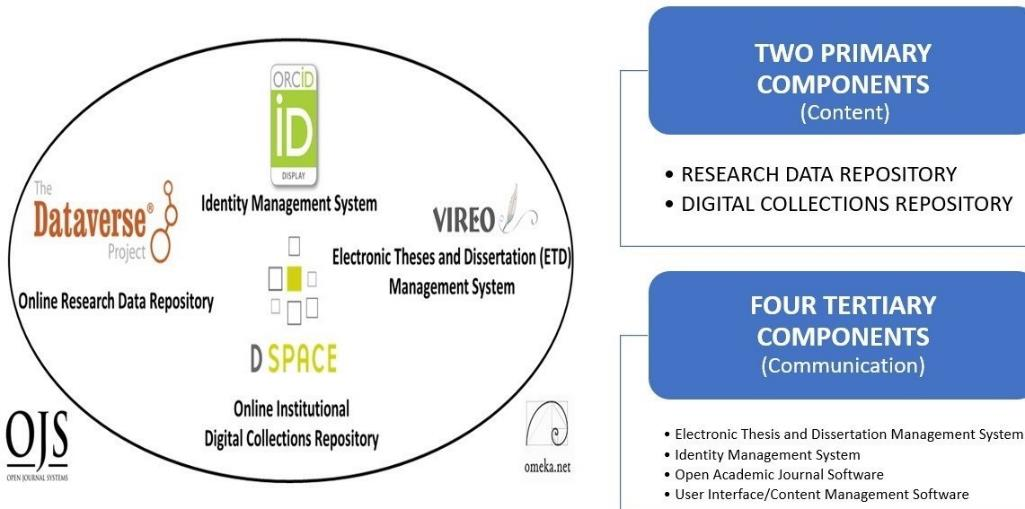 ORCID
iD
DISPLAY
Identity Management System
The
Dataverse®
Project
Online Research Data Repository
VIREO
Electronic Theses and Dissertation (ETD)
Management System
DSPACE
Online Institutional
Digital Collections Repository
OJS
OPEN JOURNAL SYSTEMS
omeka.net
TWO PRIMARY
COMPONENTS
(Content)
• RESEARCH DATA REPOSITORY
• DIGITAL COLLECTIONS REPOSITORY
FOUR TERTIARY
COMPONENTS
(Communication)
• Electronic Thesis and Dissertation Management System
• Identity Management System
• Open Academic Journal Software
• User Interface/Content Management Software